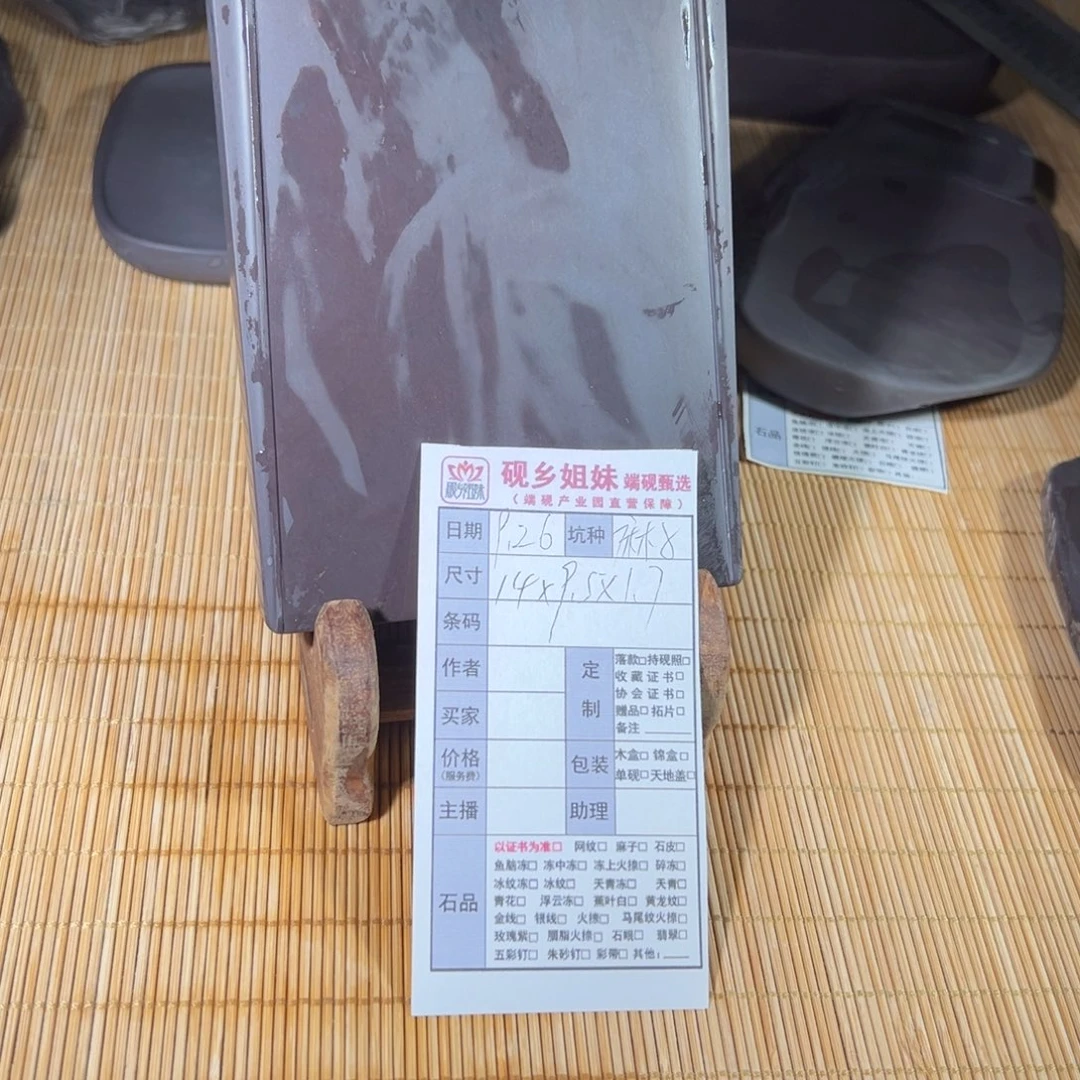 砚乡姐妹
砚乡姐妹 端砚甄选
（端砚产业园直营保障）
日期 9.26 坑种 麻
尺寸 14x9.5x1.7
条码
作者 定制 落款□持砚照□
收藏证书□
协会证书□
赠品□拓片□
备注
买家
价格 (服务费) 包装 木盒□ 锦盒□
单砚□天地盖□
主播 助理
石品 以证书为准□ 网纹□ 麻子□ 石皮□
鱼脑冻□ 冻中冻□ 冻上火捺□ 碎冻□
冰纹冻□ 冰纹□ 天青冻□ 天青□
青花□ 浮云冻□ 蕉叶白□ 黄龙纹□
金线□ 银线□ 火捺□ 马尾纹火捺□
玫瑰紫□ 胭脂火捺□ 石眼□ 翡翠□
五彩钉□ 朱砂钉□ 彩带□ 其他：
石品